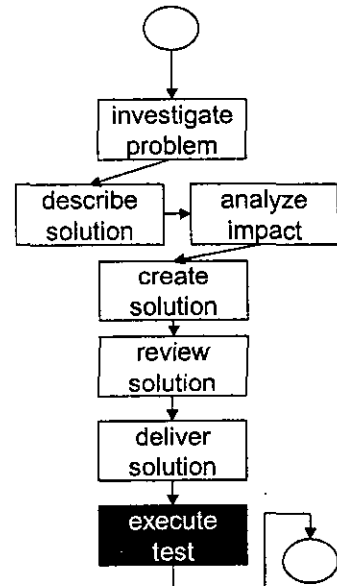 investigate
problem
describe
solution
analyze
impact
create
solution
review
solution
deliver
solution
execute
test